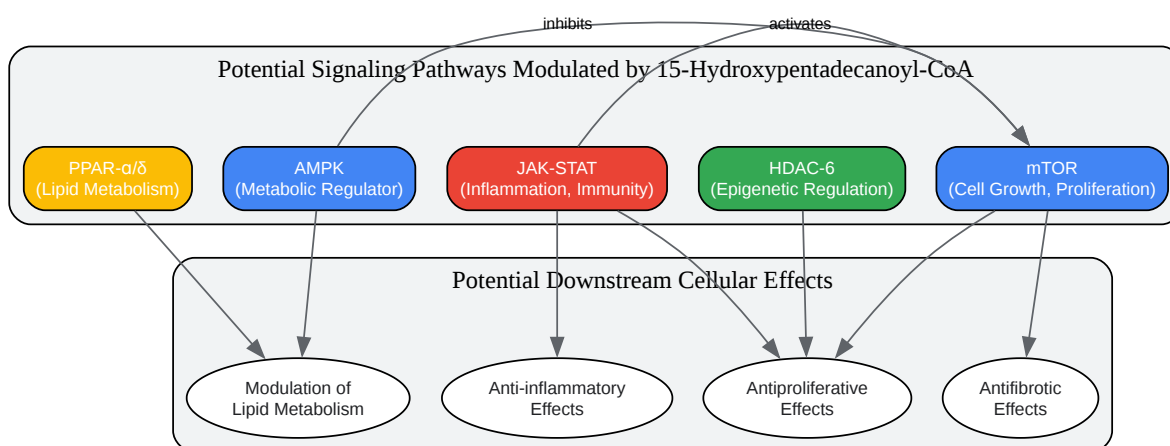 inhibits
activates
Potential Signaling Pathways Modulated by 15-Hydroxypentadecanoyl-CoA
PPAR-α/δ
(Lipid Metabolism)
AMPK
(Metabolic Regulator)
JAK-STAT
(Inflammation, Immunity)
HDAC-6
(Epigenetic Regulation)
mTOR
(Cell Growth, Proliferation)
Potential Downstream Cellular Effects
Modulation of
Lipid Metabolism
Anti-inflammatory
Effects
Antiproliferative
Effects
Antifibrotic
Effects